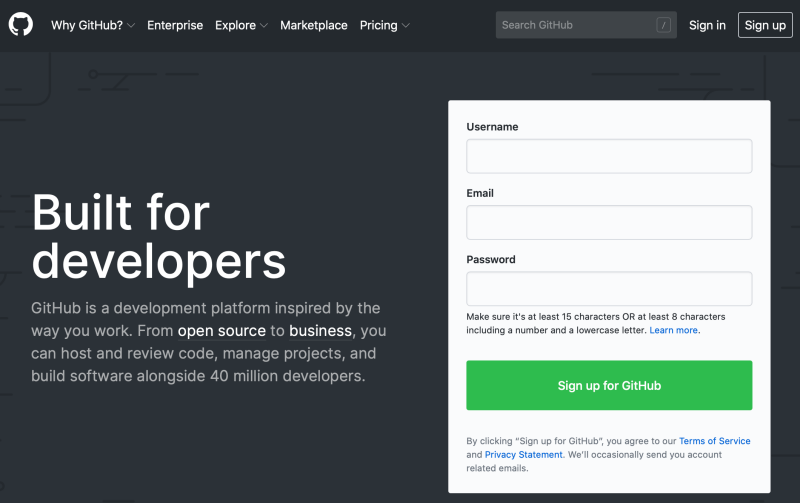 Why GitHub? Enterprise Explore Marketplace Pricing Search GitHub / Sign in Sign up
Built for
developers
GitHub is a development platform inspired by the
way you work. From open source to business, you
can host and review code, manage projects, and
build software alongside 40 million developers.
Username
Email
Password
Make sure it's at least 15 characters OR at least 8 characters
including a number and a lowercase letter. Learn more.
Sign up for GitHub
By clicking “Sign up for GitHub”, you agree to our Terms of Service
and Privacy Statement. We’ll occasionally send you account
related emails.